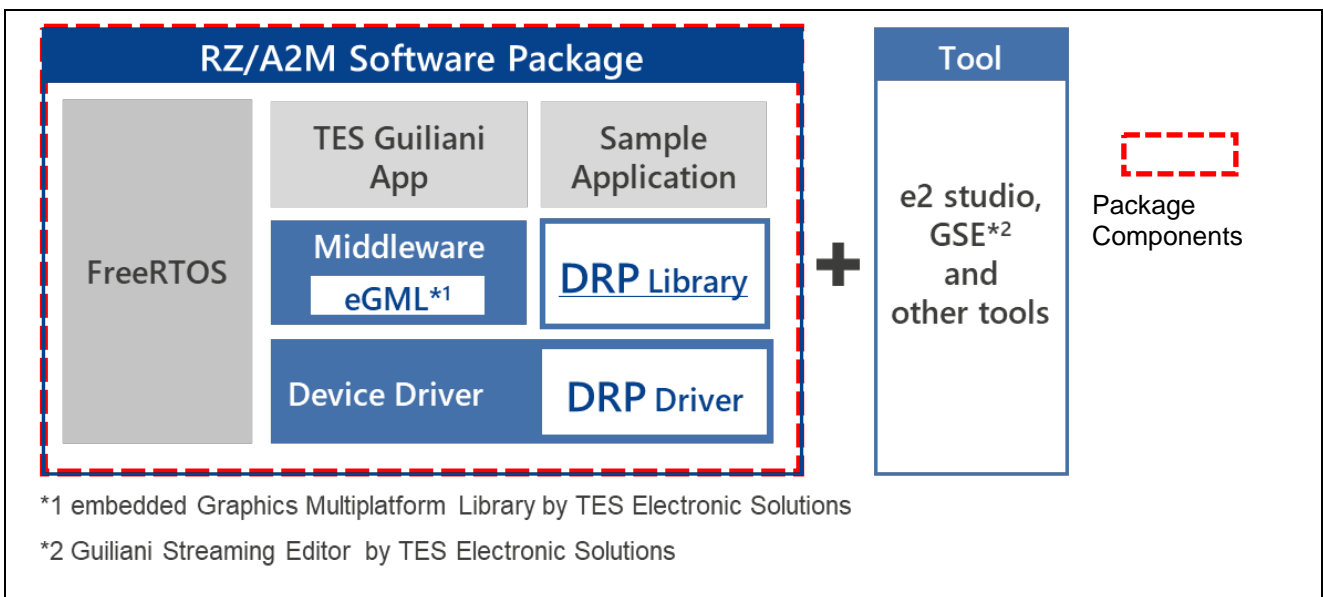 RZ/A2M Software Package
FreeRTOS
TES Guiliani
App
Sample
Application
Middleware
eGML*1
DRP Library
Device Driver
DRP Driver
+
Tool
e2 studio,
GSE*2
and
other tools
Package
Components
*1 embedded Graphics Multiplatform Library by TES Electronic Solutions
*2 Guiliani Streaming Editor by TES Electronic Solutions